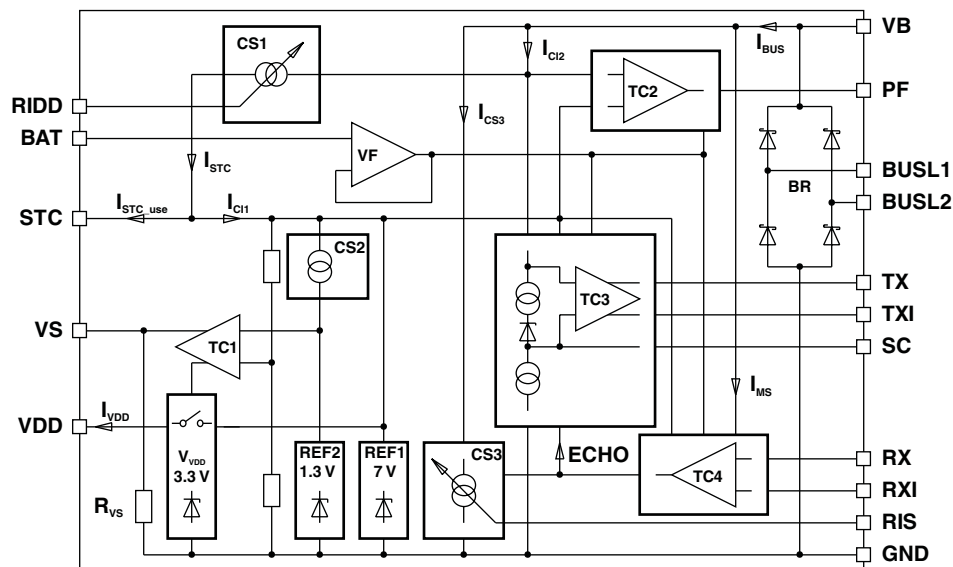 VB
CS1
I_BUS
I_CI2
RIDD
TC2
PF
BAT
I_CS3
VF
I_STC
BUSL1
BR
STC
I_STC_use
I_CI1
BUSL2
CS2
TX
TC3
TXI
VS
TC1
SC
I_MS
VDD
I_VDD
V_VDD
3.3 V
REF2
1.3 V
REF1
7 V
CS3
ECHO
TC4
RX
RXI
R_VS
RIS
GND